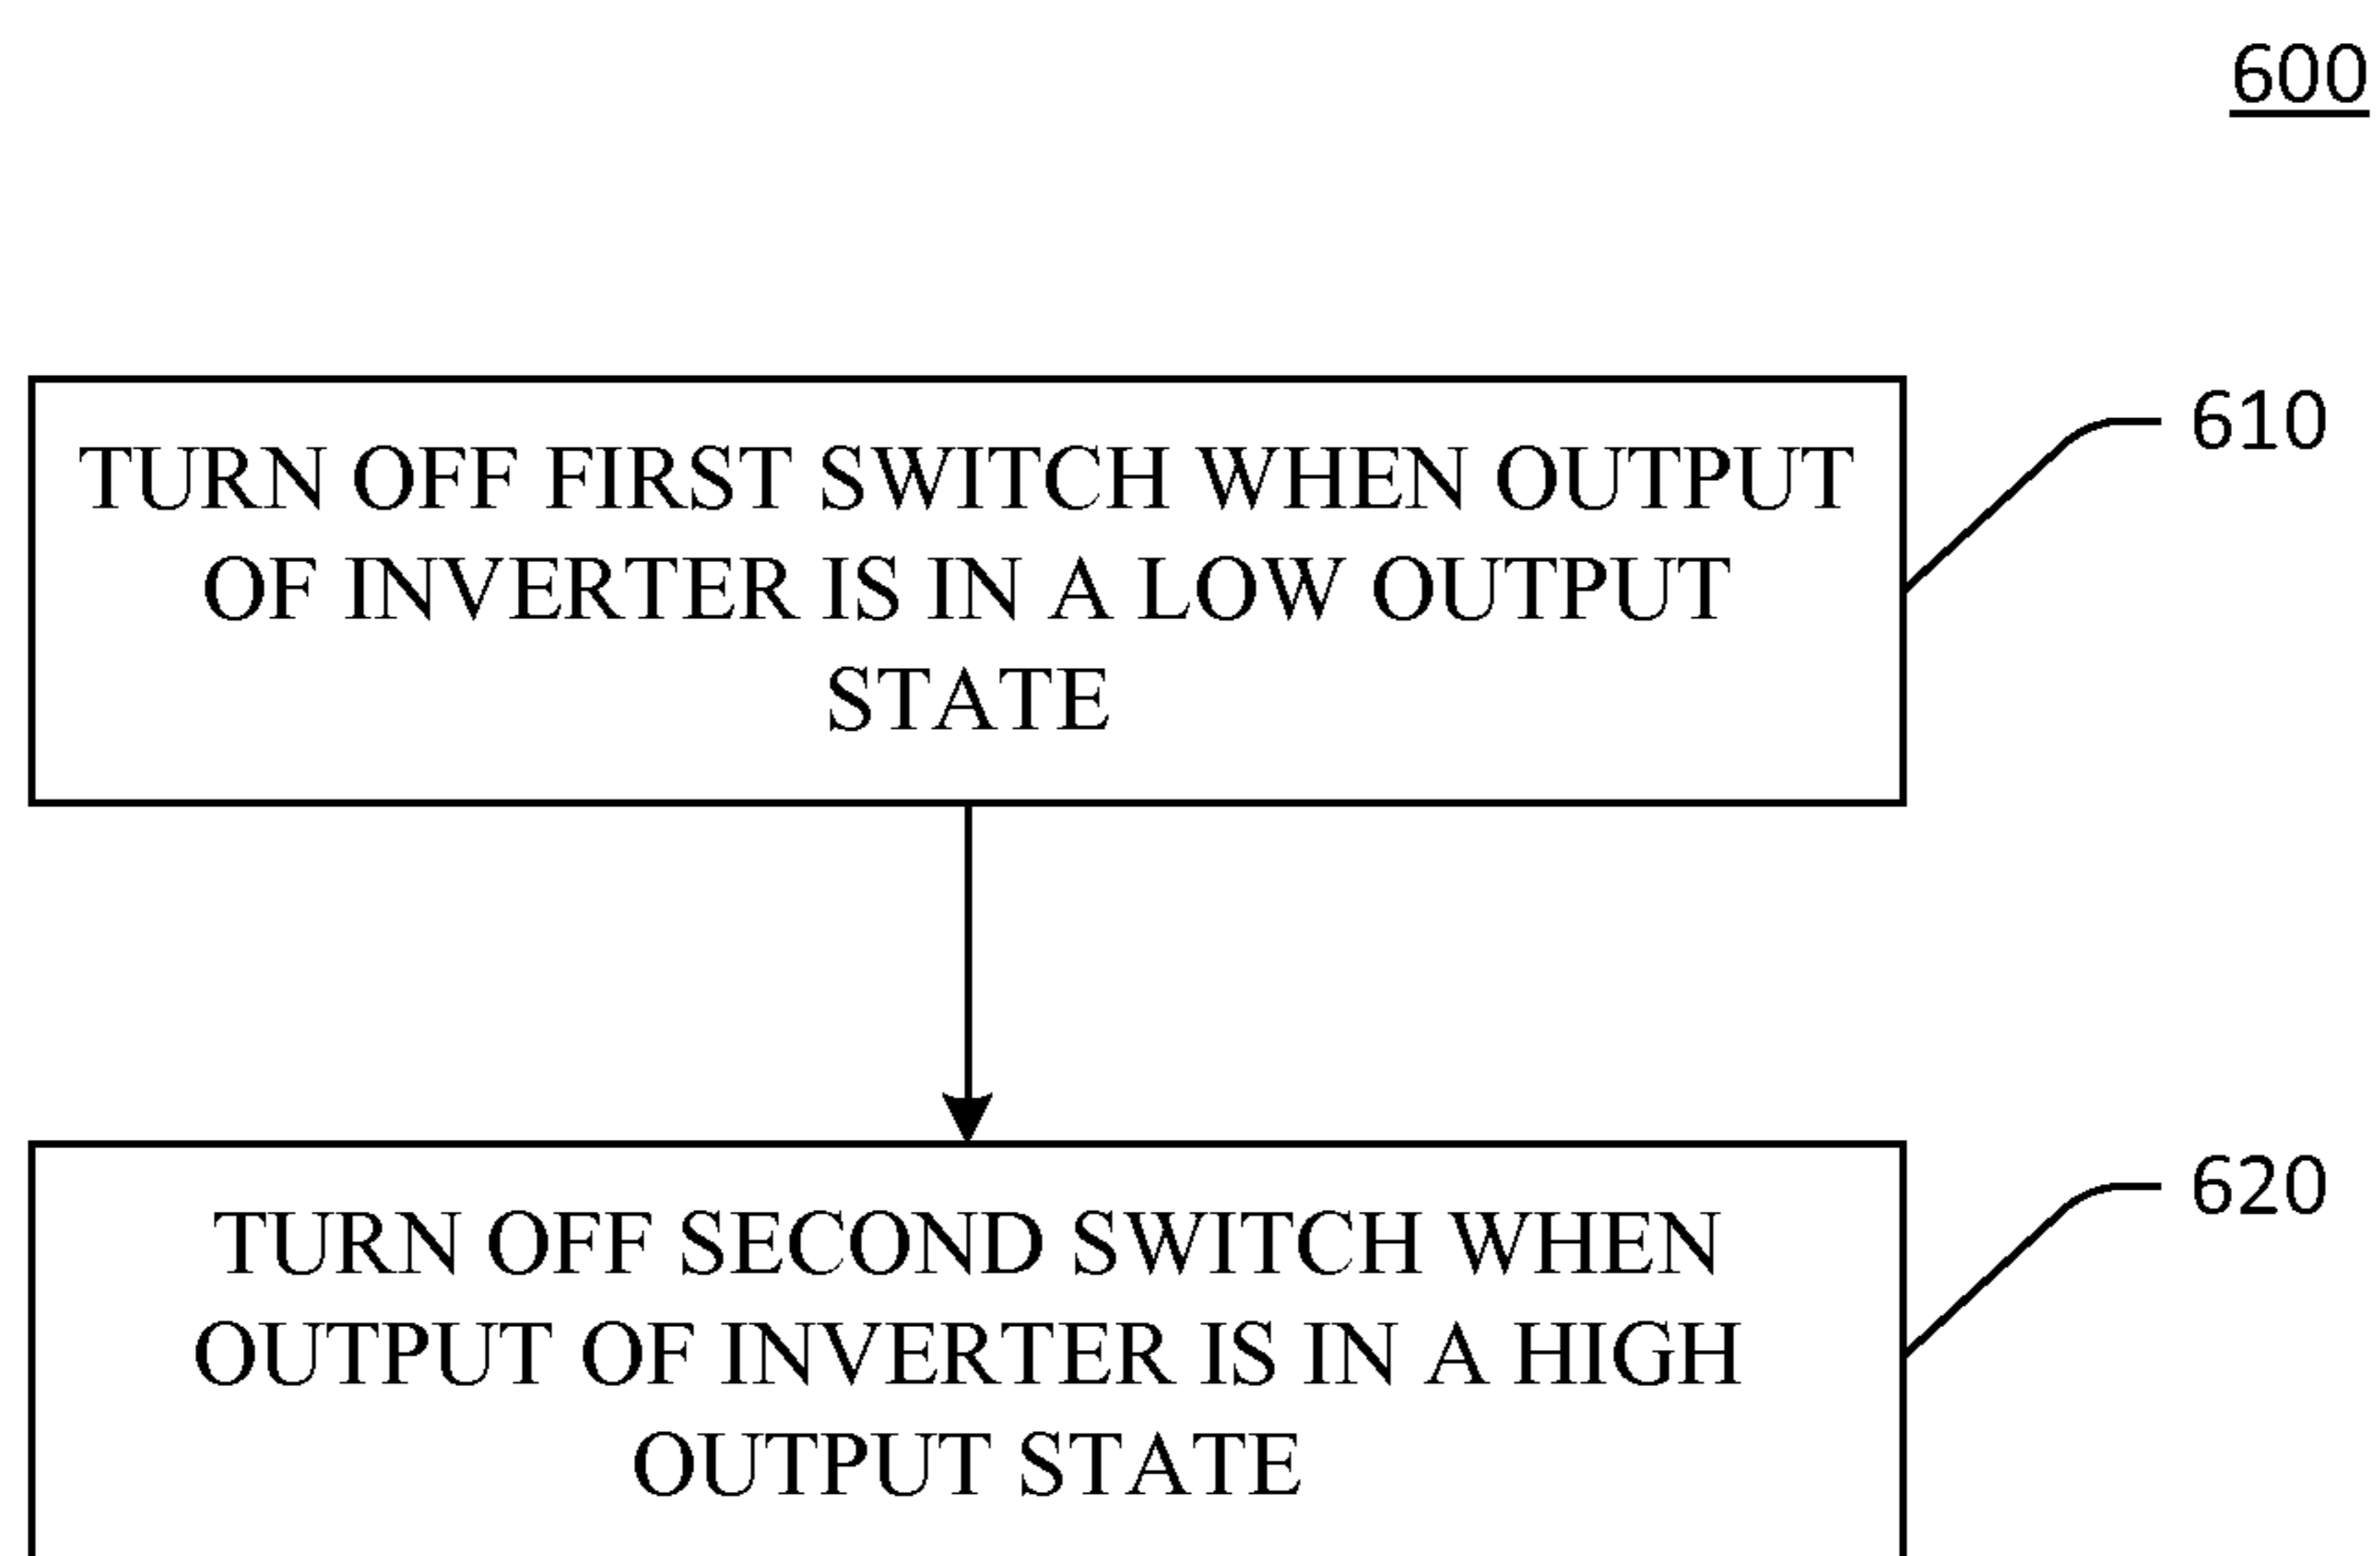 600
TURN OFF FIRST SWITCH WHEN OUTPUT
OF INVERTER IS IN A LOW OUTPUT
STATE
610
TURN OFF SECOND SWITCH WHEN
OUTPUT OF INVERTER IS IN A HIGH
OUTPUT STATE
620